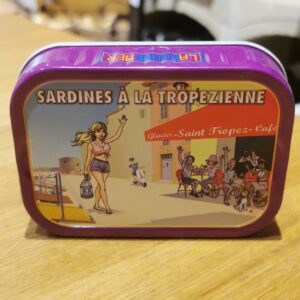 SARDINES À LA TROPEZIENNE
Glacier-Saint Tropez-Café